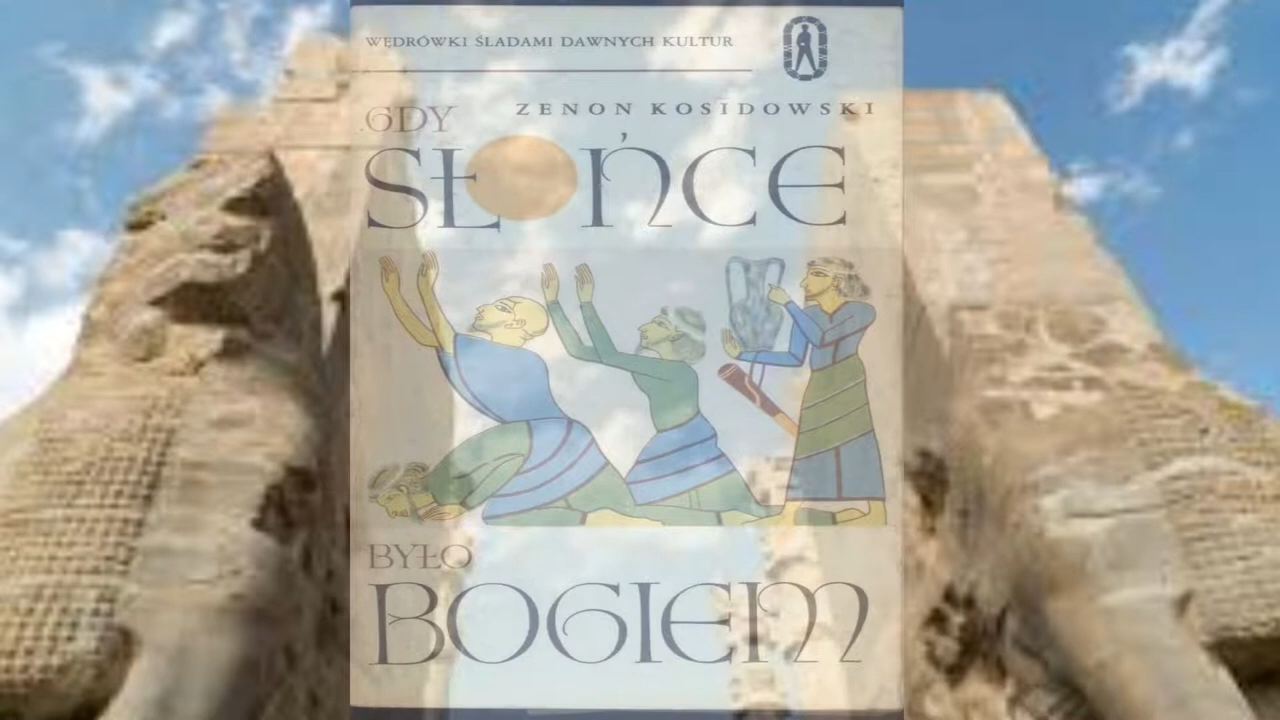 WĘDRÓWKI ŚLADAMI DAWNYCH KULTUR
ZENON KOSIDOWSKI
GDY
SŁOŃCE
BYŁO
BOGIEM